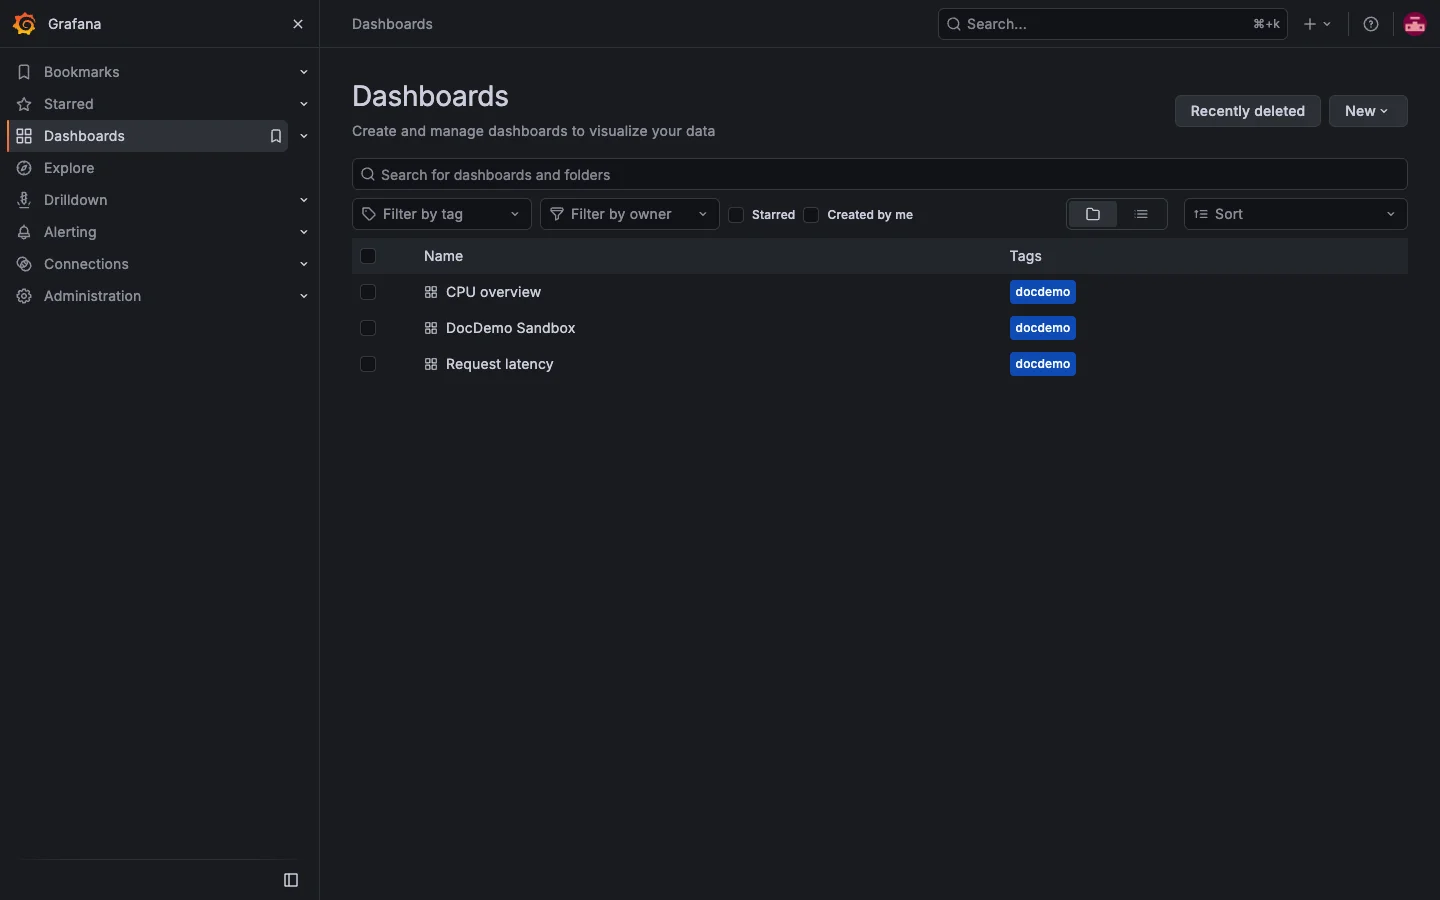 Grafana
Dashboards
Search...
⌘+k
Bookmarks
Starred
Dashboards
Explore
Drilldown
Alerting
Connections
Administration
Dashboards
Create and manage dashboards to visualize your data
Recently deleted
New
Search for dashboards and folders
Filter by tag
Filter by owner
Starred
Created by me
Sort
Name Tags
CPU overview docdemo
DocDemo Sandbox docdemo
Request latency docdemo